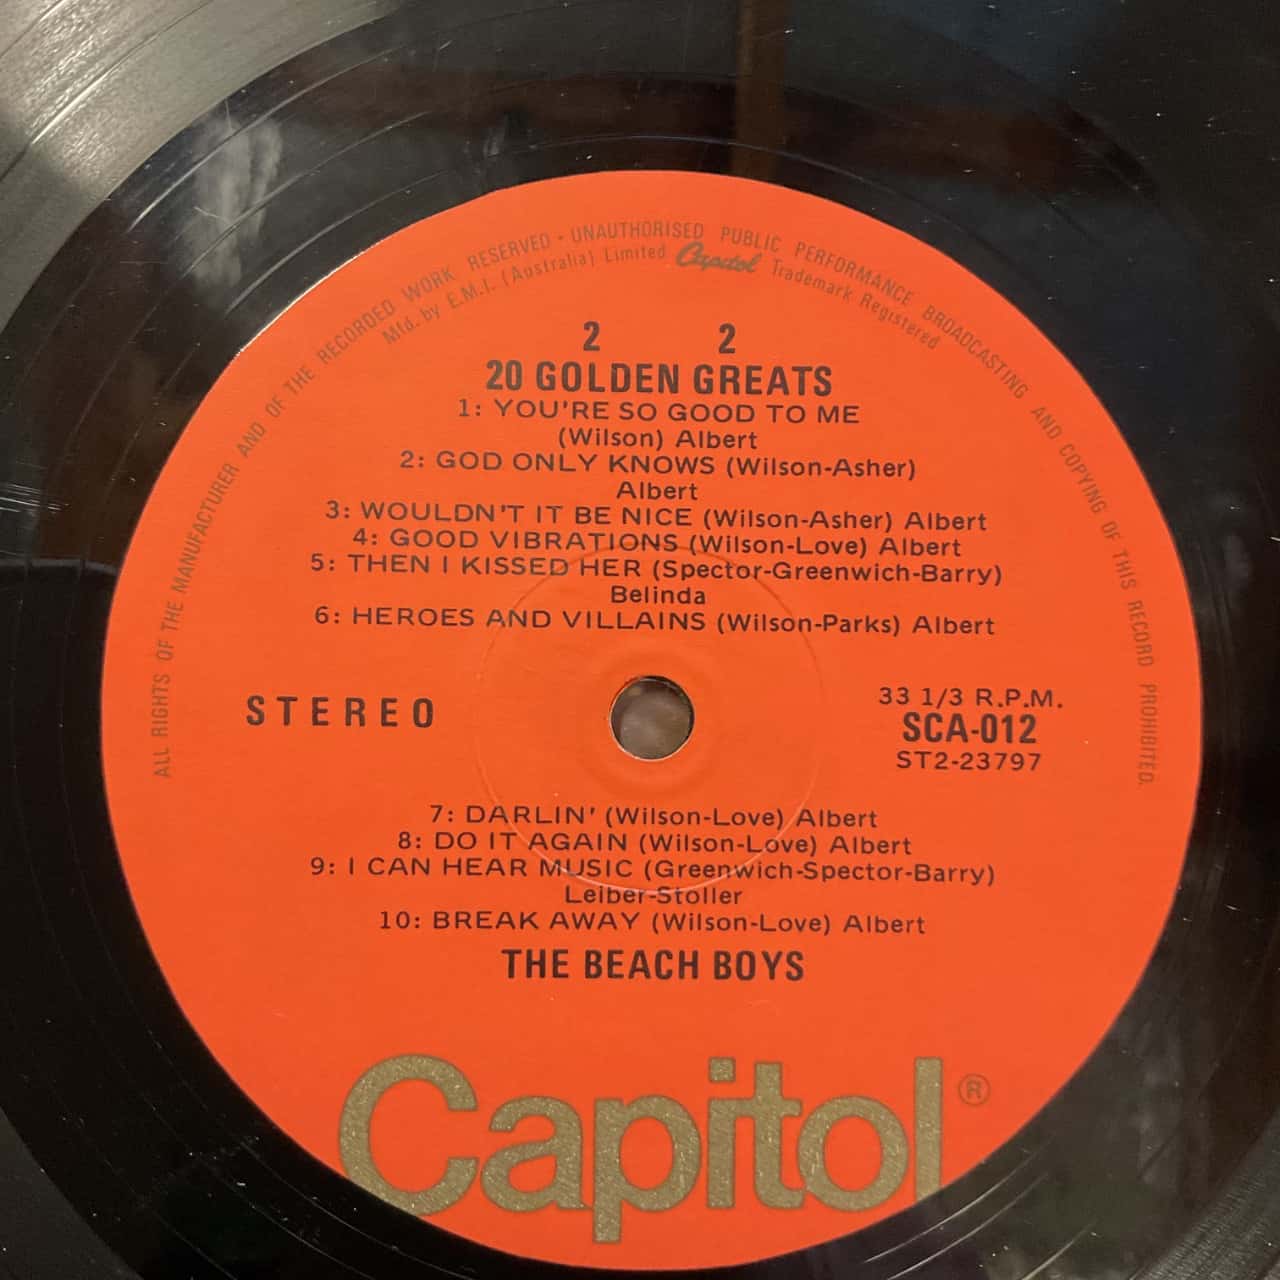 ALL RIGHTS OF THE MANUFACTURER AND OF THE RECORDED WORK RESERVED • UNAUTHORISED PUBLIC PERFORMANCE BROADCASTING AND COPYING OF THIS RECORD PROHIBITED.
Mfd. by E.M.I. (Australia) Limited Capitol Trademark Registered
2 2
20 GOLDEN GREATS
1: YOU'RE SO GOOD TO ME
(Wilson) Albert
2: GOD ONLY KNOWS (Wilson-Asher)
Albert
3: WOULDN'T IT BE NICE (Wilson-Asher) Albert
4: GOOD VIBRATIONS (Wilson-Love) Albert
5: THEN I KISSED HER (Spector-Greenwich-Barry)
Belinda
6: HEROES AND VILLAINS (Wilson-Parks) Albert
STEREO
33 1/3 R.P.M.
SCA-012
ST2-23797
7: DARLIN' (Wilson-Love) Albert
8: DO IT AGAIN (Wilson-Love) Albert
9: I CAN HEAR MUSIC (Greenwich-Spector-Barry)
Leiber-Stoller
10: BREAK AWAY (Wilson-Love) Albert
THE BEACH BOYS
Capitol ®